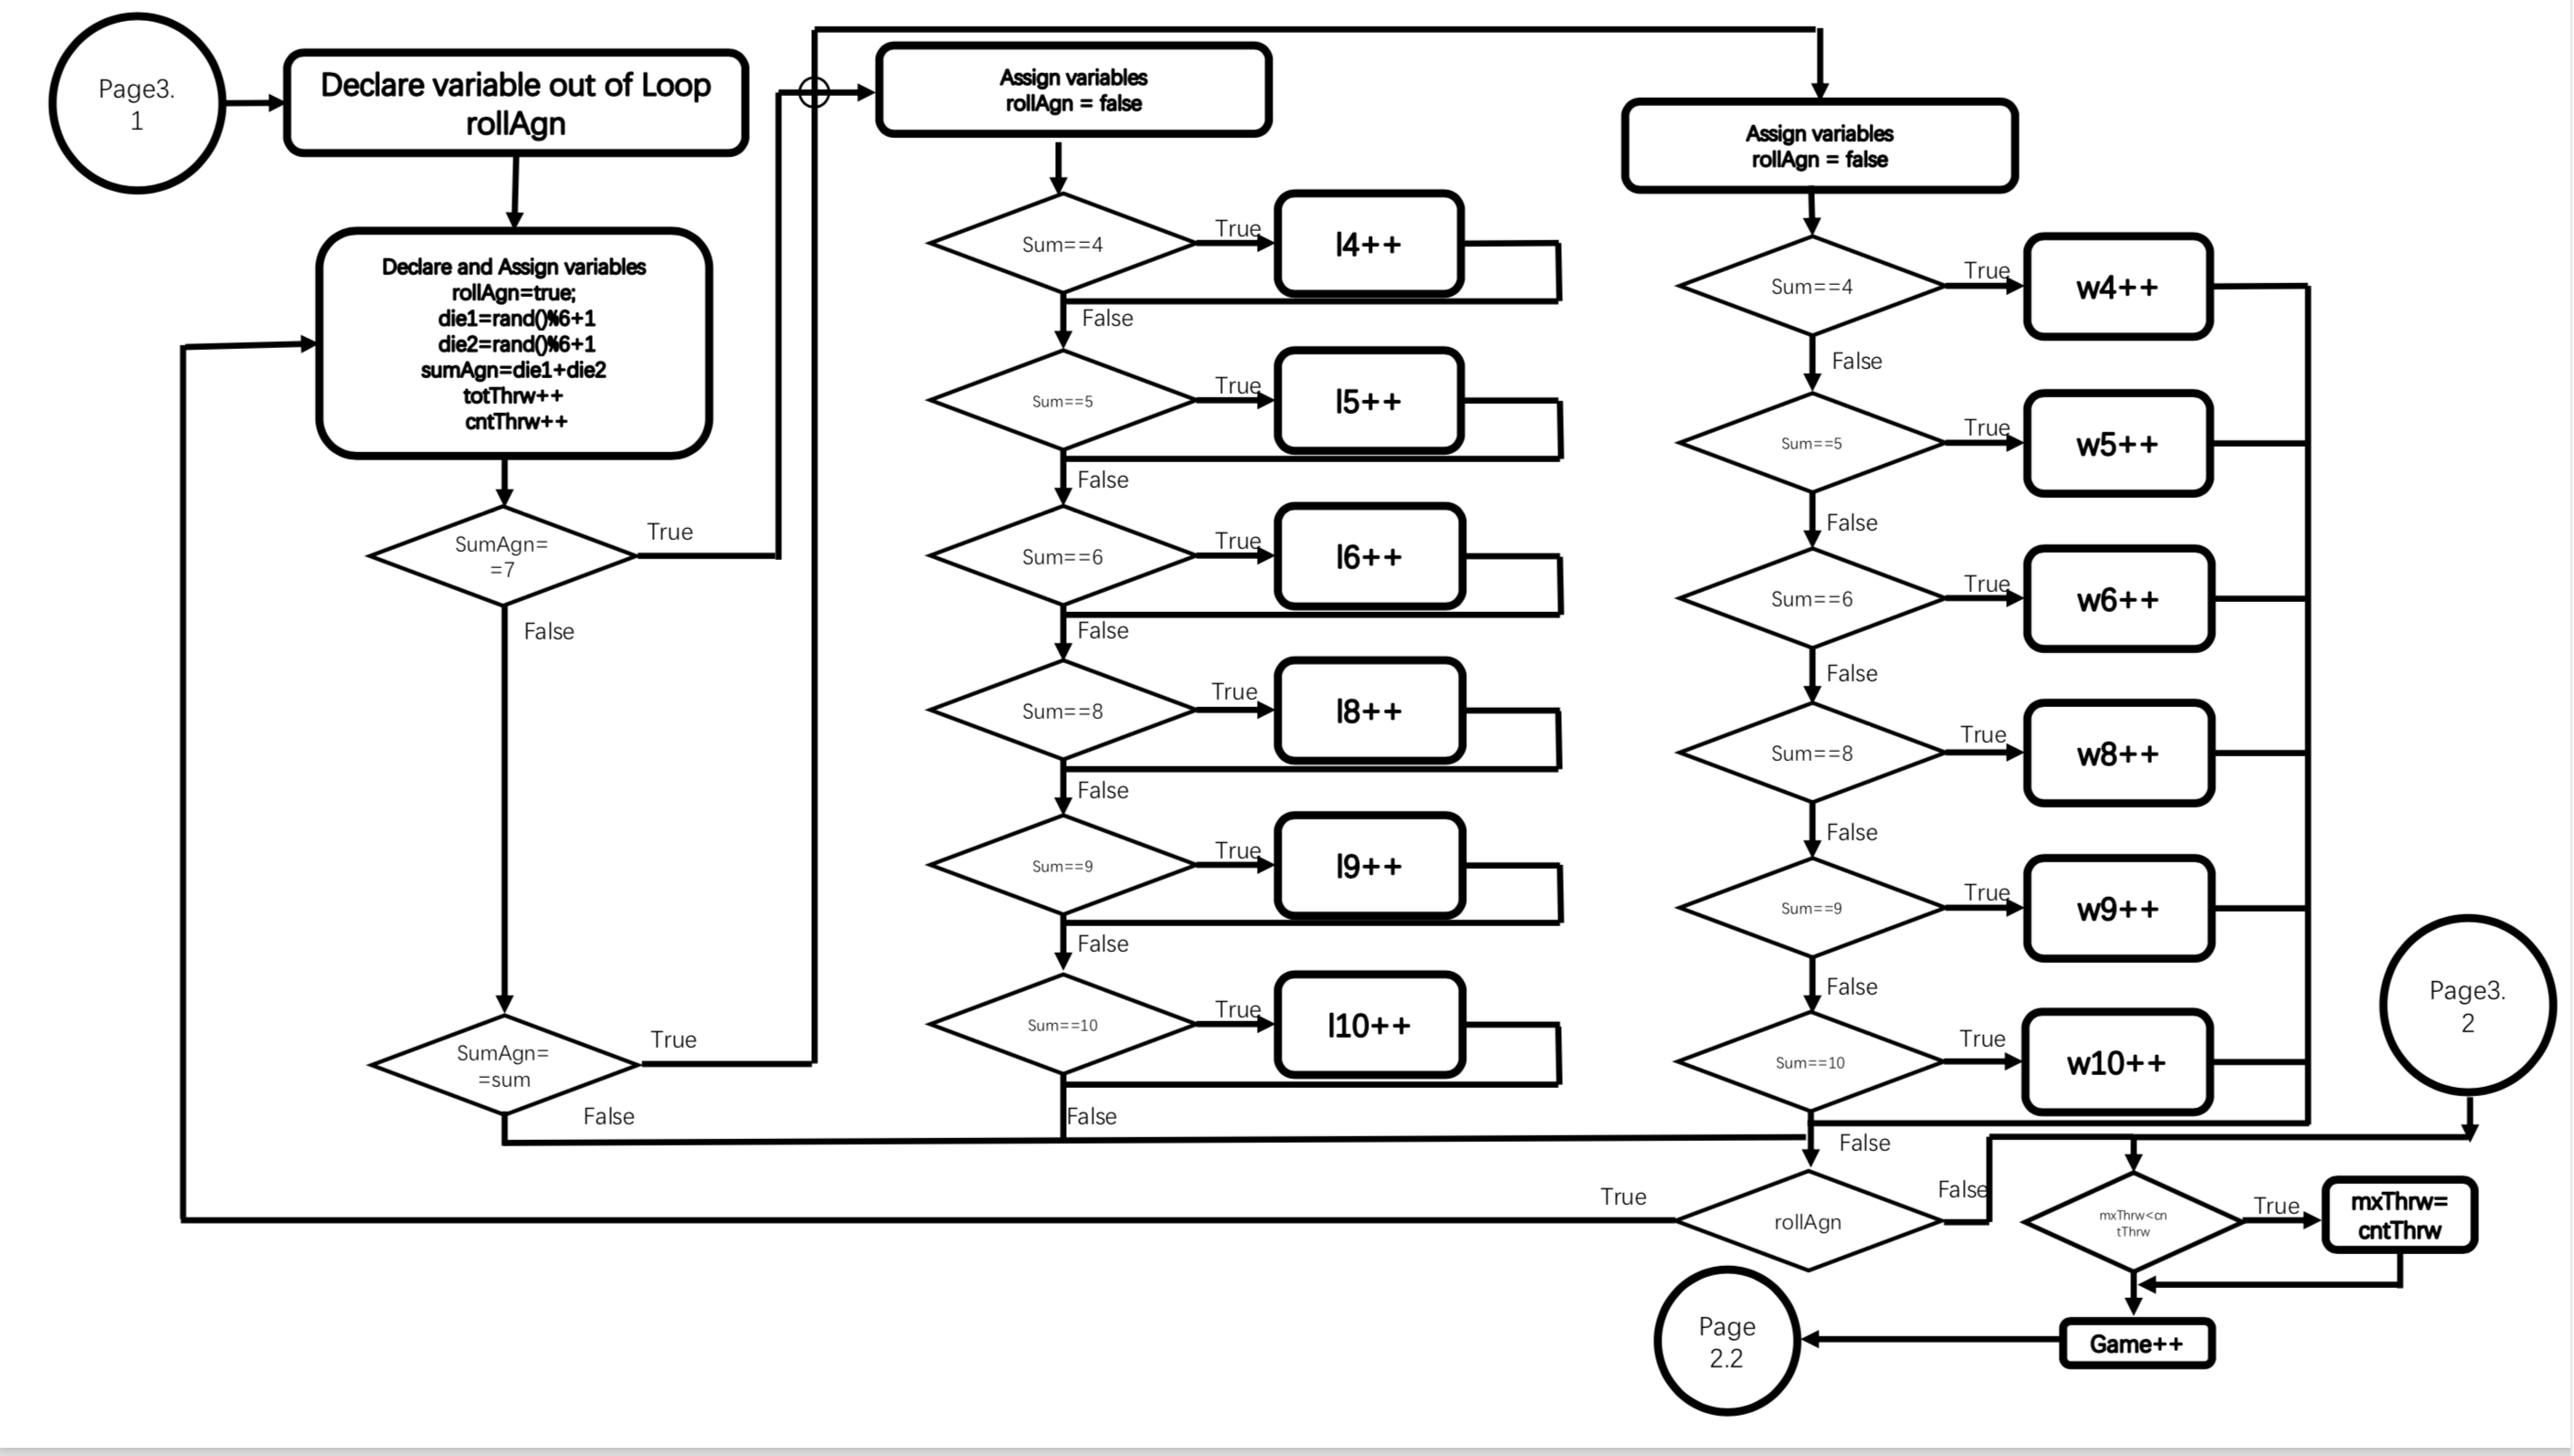 Page3.
1
Declare variable out of Loop
rollAgn
Declare and Assign variables
rollAgn=true;
die1=rand()%6+1
die2=rand()%6+1
sumAgn=die1+die2
totThrw++
cntThrw++
SumAgn=
=7
True
False
SumAgn=
=sum
True
False
Assign variables
rollAgn = false
Sum==4
True
l4++
False
Sum==5
True
l5++
False
Sum==6
True
l6++
False
Sum==8
True
l8++
False
Sum==9
True
l9++
False
Sum==10
True
l10++
False
Assign variables
rollAgn = false
Sum==4
True
w4++
False
Sum==5
True
w5++
False
Sum==6
True
w6++
False
Sum==8
True
w8++
False
Sum==9
True
w9++
False
Sum==10
True
w10++
False
rollAgn
True
False
Page3.
2
mxThrw<cn
tThrw
True
mxThrw=
cntThrw
Game++
Page
2.2